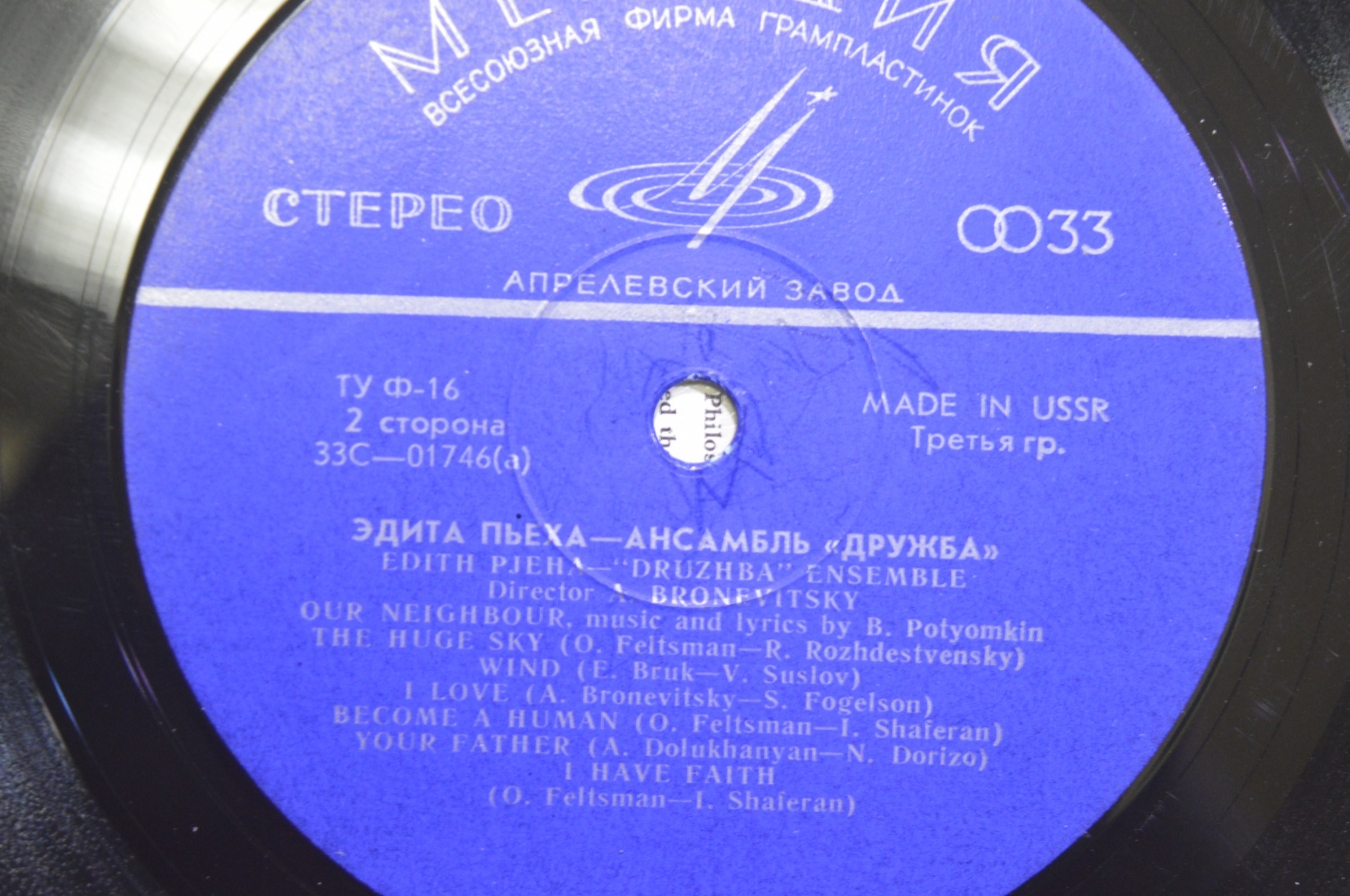 ВСЕСОЮЗНАЯ ФИРМА ГРАМПЛАСТИНОК
СТЕРЕО
33
АПРЕЛЕВСКИЙ ЗАВОД
ТУ Ф-16
2 сторона
33С—01746(а)
MADE IN USSR
Третья гр.
Philos
ed th
ЭДИТА ПЬЕХА—АНСАМБЛЬ «ДРУЖБА»
EDITH PJEHA—"DRUZHBA" ENSEMBLE
Director A. BRONEVITSKY
OUR NEIGHBOUR, music and lyrics by B. Potyomkin
THE HUGE SKY (O. Feltsman—R. Rozhdestvensky)
WIND (E. Bruk—V. Suslov)
I LOVE (A. Bronevitsky—S. Fogelson)
BECOME A HUMAN (O. Feltsman—I. Shaferan)
YOUR FATHER (A. Dolukhanyan—N. Dorizo)
I HAVE FAITH
(O. Feltsman—I. Shaferan)